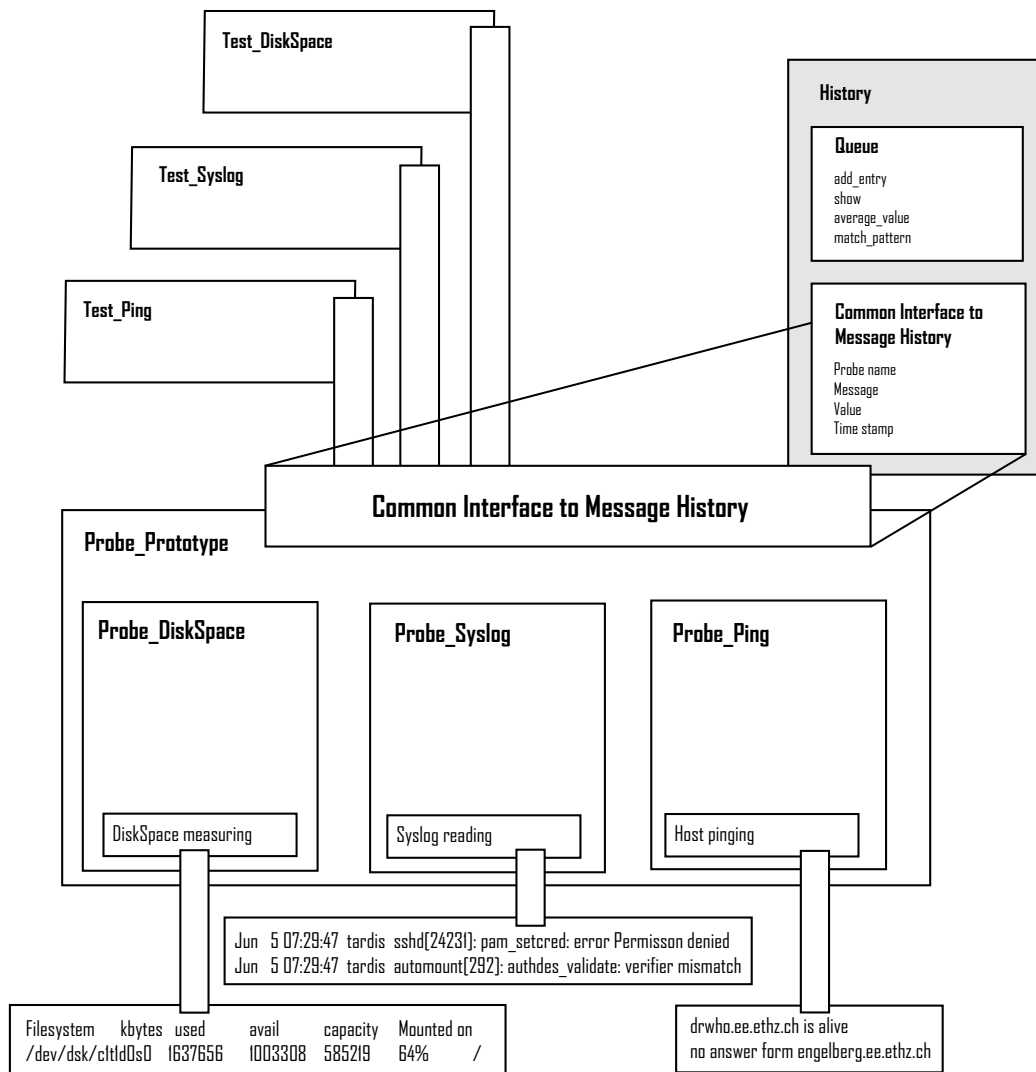 Test_DiskSpace
History
Queue
add_entry
show
average_value
match_pattern
Test_Syslog
Test_Ping
Common Interface to
Message History
Probe name
Message
Value
Time stamp
Common Interface to Message History
Probe_Prototype
Probe_DiskSpace
Probe_Syslog
Probe_Ping
DiskSpace measuring
Syslog reading
Host pinging
Jun 5 07:29:47 tardis sshd[24231]: pam_setcred: error Permisson denied
Jun 5 07:29:47 tardis automount[292]: authdes_validate: verifier mismatch
Filesystem kbytes used avail capacity Mounted on
/dev/dsk/c1t1d0s0 1637656 1003308 585219 64% /
drwho.ee.ethz.ch is alive
no answer form engelberg.ee.ethz.ch